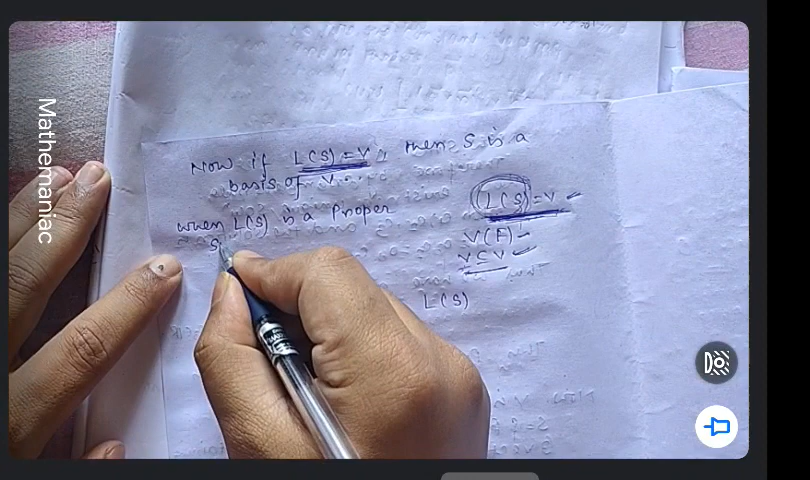 Mathemaniac
Now if L(S) = V, then S is a
basis of V
when L(S) is a Proper
S
(L(S) = V
V(F)
V ⊆ V
L(S)